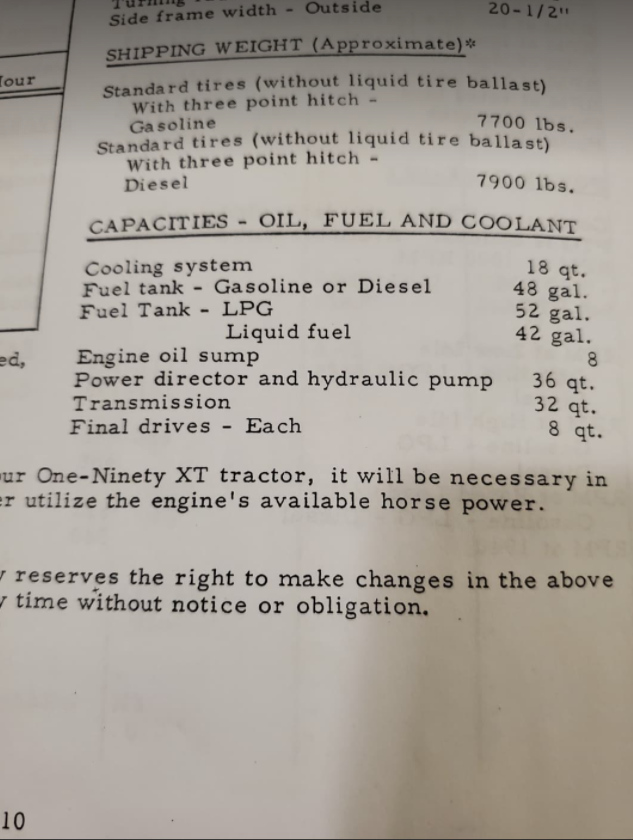 Side frame width - Outside 20-1/2"
SHIPPING WEIGHT (Approximate)*
Hour
Standard tires (without liquid tire ballast)
With three point hitch -
Gasoline 7700 lbs.
Standard tires (without liquid tire ballast)
With three point hitch -
Diesel 7900 lbs.
CAPACITIES - OIL, FUEL AND COOLANT
Cooling system 18 qt.
Fuel tank - Gasoline or Diesel 48 gal.
Fuel Tank - LPG 52 gal.
Liquid fuel 42 gal.
ed, Engine oil sump 8
Power director and hydraulic pump 36 qt.
Transmission 32 qt.
Final drives - Each 8 qt.
ur One-Ninety XT tractor, it will be necessary in
er utilize the engine's available horse power.
y reserves the right to make changes in the above
y time without notice or obligation.
10